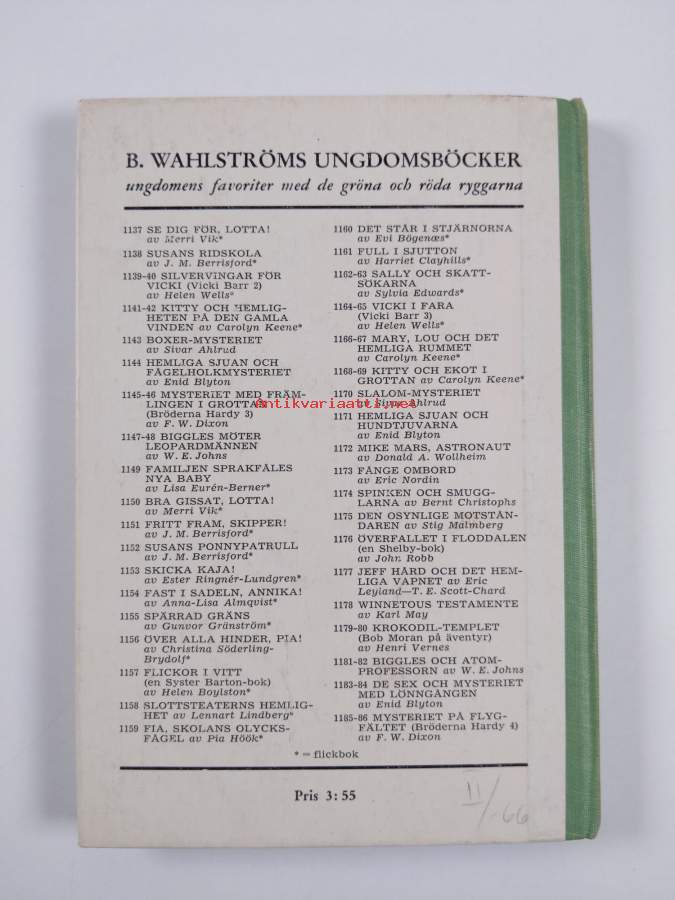 B. WAHLSTRÖMS UNGDOMSBÖCKER
ungdomens favoriter med de gröna och röda ryggarna
1137 SE DIG FÖR, LOTTA!
av Merri Vik*
1138 SUSANS RIDSKOLA
av J. M. Berrisford*
1139-40 SILVERVINGAR FÖR
VICKI (Vicki Barr 2)
av Helen Wells*
1141-42 KITTY OCH HEMLIG-
HETEN PÅ DEN GAMLA
VINDEN av Carolyn Keene*
1143 BOXER-MYSTERIET
av Sivar Ahlrud
1144 HEMLIGA SJUAN OCH
FÅGELHOLKMYSTERIET
av Enid Blyton
1145-46 MYSTERIET MED FRÄM-
LINGEN I GROTTAN
(Bröderna Hardy 3)
av F. W. Dixon
1147-48 BIGGLES MÖTER
LEOPARDMÄNNEN
av W. E. Johns
1149 FAMILJEN SPRAKFÅLES
NYA BABY
av Lisa Eurén-Berner*
1150 BRA GISSAT, LOTTA!
av Merri Vik*
1151 FRITT FRAM, SKIPPER!
av J. M. Berrisford*
1152 SUSANS PONNYPATRULL
av J. M. Berrisford*
1153 SKICKA KAJA!
av Ester Ringnér-Lundgren*
1154 FAST I SADELN, ANNIKA!
av Anna-Lisa Almqvist*
1155 SPÄRRAD GRÄNS
av Gunvor Gränström*
1156 ÖVER ALLA HINDER, PIA!
av Christina Söderling-
Brydolf*
1157 FLICKOR I VITT
(en Syster Barton-bok)
av Helen Boylston*
1158 SLOTTSTEATERNS HEMLIG-
HET av Lennart Lindberg*
1159 FIA, SKOLANS OLYCKS-
FÅGEL av Pia Höök*
1160 DET STÅR I STJÄRNORNA
av Evi Bögenæs*
1161 FULL I SJUTTON
av Harriet Clayhills*
1162-63 SALLY OCH SKATT-
SÖKARNA
av Sylvia Edwards*
1164-65 VICKI I FARA
(Vicki Barr 3)
av Helen Wells*
1166-67 MARY, LOU OCH DET
HEMLIGA RUMMET
av Carolyn Keene*
1168-69 KITTY OCH EKOT I
GROTTAN av Carolyn Keene*
1170 SLALOM-MYSTERIET
av Sivar Ahlrud
1171 HEMLIGA SJUAN OCH
HUNDTJUVARNA
av Enid Blyton
1172 MIKE MARS, ASTRONAUT
av Donald A. Wollheim
1173 FÅNGE OMBORD
av Eric Nordin
1174 SPINKEN OCH SMUGG-
LARNA av Bernt Christophs
1175 DEN OSYNLIGE MOTSTÅN-
DAREN av Stig Malmberg
1176 ÖVERFALLET I FLODDALEN
(en Shelby-bok)
av John Robb
1177 JEFF HÅRD OCH DET HEM-
LIGA VAPNET av Eric
Leyland—T. E. Scott-Chard
1178 WINNETOUS TESTAMENTE
av Karl May
1179-80 KROKODIL-TEMPLET
(Bob Moran på äventyr)
av Henri Vernes
1181-82 BIGGLES OCH ATOM-
PROFESSORN av W. E. Johns
1183-84 DE SEX OCH MYSTERIET
MED LÖNNGÅNGEN
av Enid Blyton
1185-86 MYSTERIET PÅ FLYG-
FÄLTET (Bröderna Hardy 4)
av F. W. Dixon
* = flickbok
Pris 3: 55
II/-66
Antikvariaatti.net